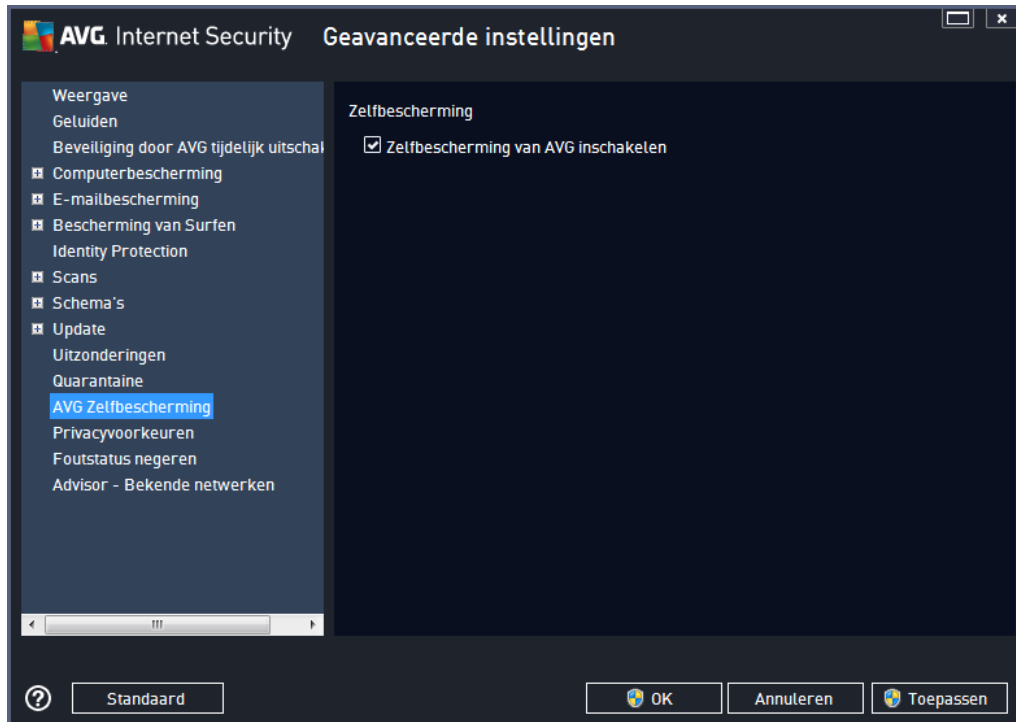 AVG. Internet Security Geavanceerde instellingen
Weergave
Geluiden
Beveiliging door AVG tijdelijk uitschak
Computerbescherming
E-mailbescherming
Bescherming van Surfen
Identity Protection
Scans
Schema's
Update
Uitzonderingen
Quarantaine
AVG Zelfbescherming
Privacyvoorkeuren
Foutstatus negeren
Advisor - Bekende netwerken
Zelfbescherming
Zelfbescherming van AVG inschakelen
Standaard
OK
Annuleren
Toepassen